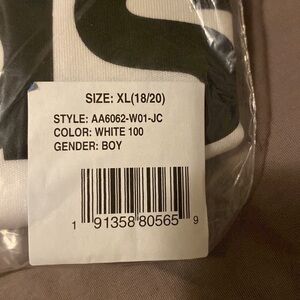 SIZE: XL(18/20)
STYLE: AA6062-W01-JC
COLOR: WHITE 100
GENDER: BOY
1 91358 80565 9